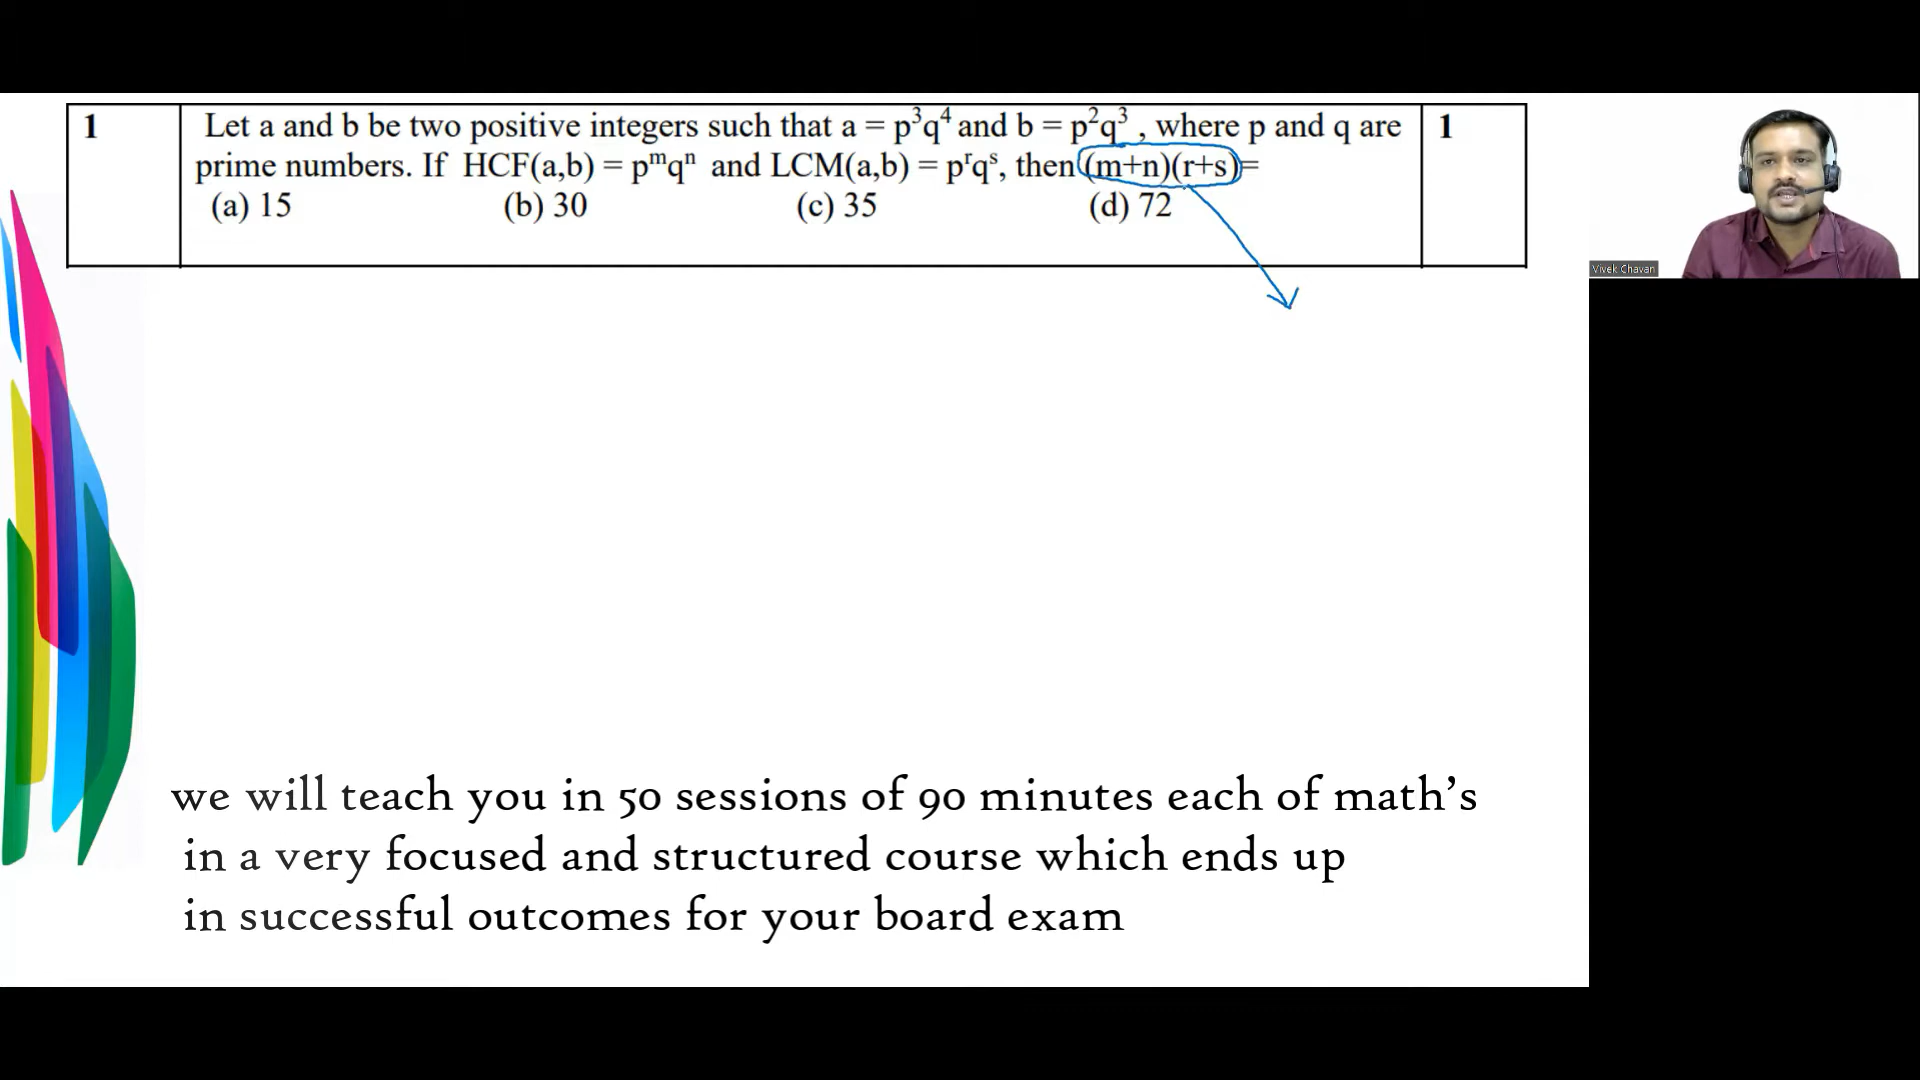 1
Let a and b be two positive integers such that a = p³q⁴ and b = p²q³ , where p and q are
1
prime numbers. If HCF(a,b) = pᵐqⁿ and LCM(a,b) = pʳqˢ, then (m+n)(r+s)=
(a) 15 (b) 30 (c) 35 (d) 72
Vivek Chavan
we will teach you in 50 sessions of 90 minutes each of math’s
in a very focused and structured course which ends up
in successful outcomes for your board exam